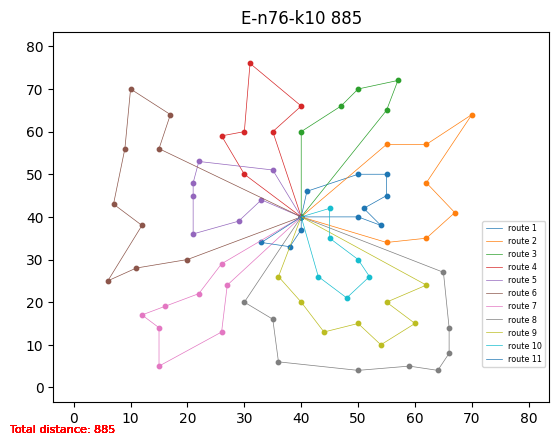 E-n76-k10 885
80
70
60
50
40
30
20
10
0
0 10 20 30 40 50 60 70 80
route 1
route 2
route 3
route 4
route 5
route 6
route 7
route 8
route 9
route 10
route 11
Total distance: 885